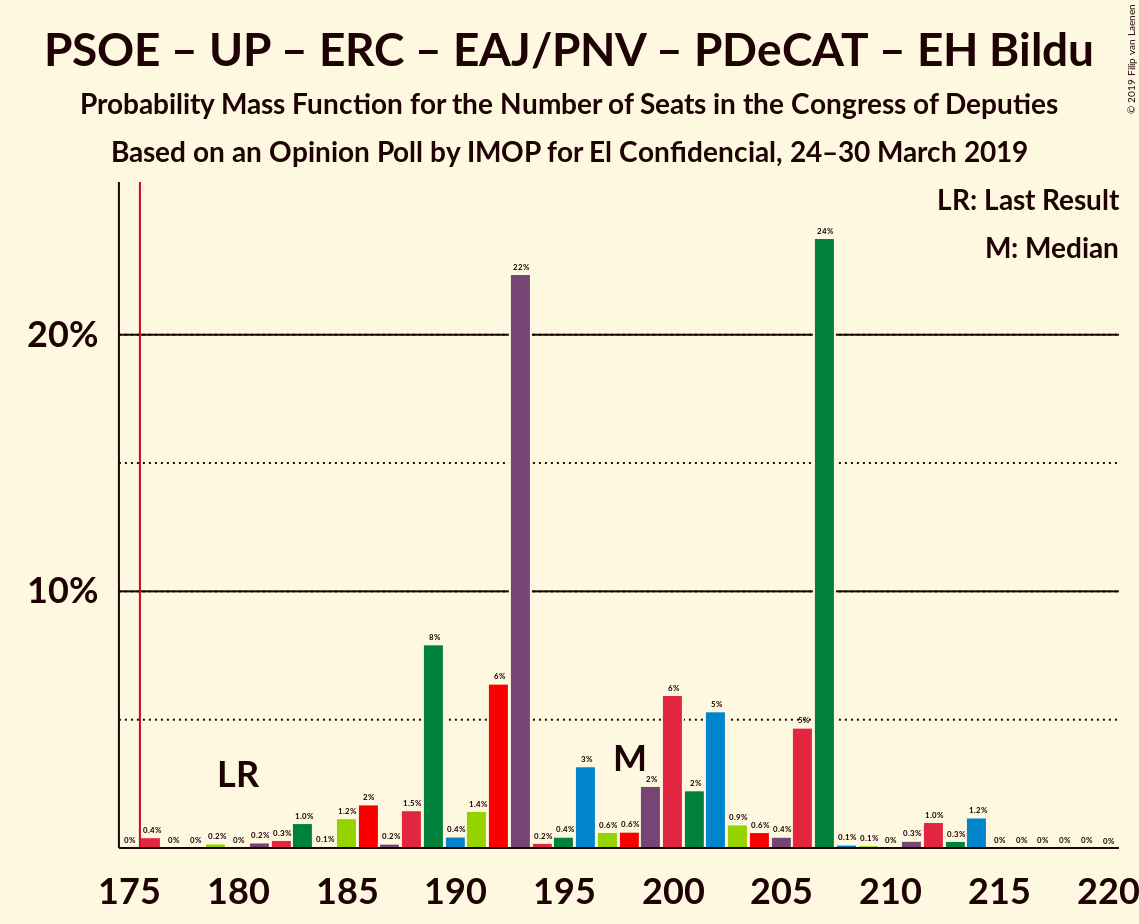 PSOE – UP – ERC – EAJ/PNV – PDeCAT – EH Bildu
Probability Mass Function for the Number of Seats in the Congress of Deputies
Based on an Opinion Poll by IMOP for El Confidencial, 24–30 March 2019
© 2019 Filip van Laenen
LR: Last Result
M: Median
20%
10%
LR
M
0% 0.4% 0% 0% 0.2% 0% 0.2% 0.3% 1.0% 0.1% 1.2% 2% 0.2% 1.5% 8% 0.4% 1.4% 6% 22% 0.2% 0.4% 3% 0.6% 0.6% 2% 6% 2% 5% 0.9% 0.6% 0.4% 5% 24% 0.1% 0.1% 0% 0.3% 1.0% 0.3% 1.2% 0% 0% 0% 0% 0% 0%
175 180 185 190 195 200 205 210 215 220